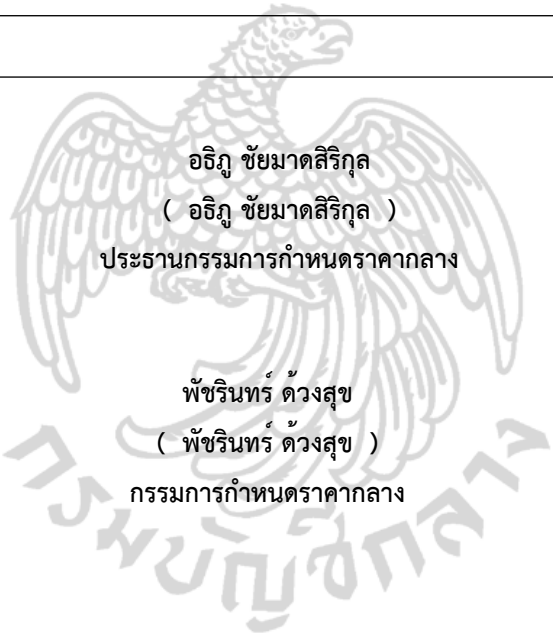 อธิภู ชัยมาดสิริกุล
( อธิภู ชัยมาดสิริกุล )
ประธานกรรมการกำหนดราคากลาง
พัชรินทร์ ด้วงสุข
( พัชรินทร์ ด้วงสุข )
กรรมการกำหนดราคากลาง
กรมบัญชีกลาง